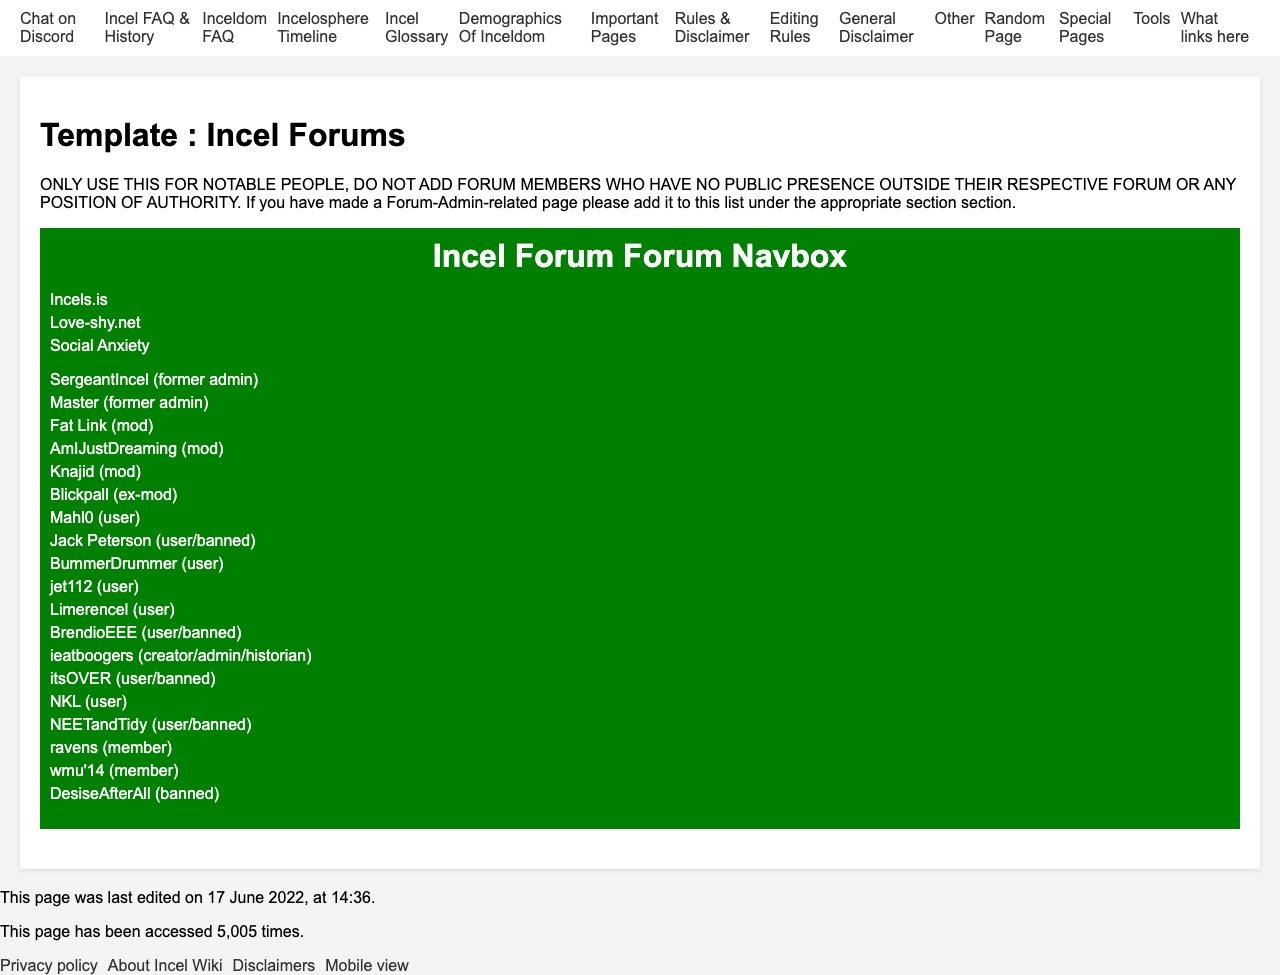 Chat on Discord
Incel FAQ & History
Inceldom FAQ
Incelosphere Timeline
Incel Glossary
Demographics Of Inceldom
Important Pages
Rules & Disclaimer
Editing Rules
General Disclaimer
Other
Random Page
Special Pages
Tools
What links here
Template : Incel Forums
ONLY USE THIS FOR NOTABLE PEOPLE, DO NOT ADD FORUM MEMBERS WHO HAVE NO PUBLIC PRESENCE OUTSIDE THEIR RESPECTIVE FORUM OR ANY
POSITION OF AUTHORITY. If you have made a Forum-Admin-related page please add it to this list under the appropriate section section.
Incel Forum Forum Navbox
Incels.is
Love-shy.net
Social Anxiety
SergeantIncel (former admin)
Master (former admin)
Fat Link (mod)
AmIJustDreaming (mod)
Knajid (mod)
Blickpall (ex-mod)
Mahl0 (user)
Jack Peterson (user/banned)
BummerDrummer (user)
jet112 (user)
Limerencel (user)
BrendioEEE (user/banned)
ieatboogers (creator/admin/historian)
itsOVER (user/banned)
NKL (user)
NEETandTidy (user/banned)
ravens (member)
wmu'14 (member)
DesiseAfterAll (banned)
This page was last edited on 17 June 2022, at 14:36.
This page has been accessed 5,005 times.
Privacy policy About Incel Wiki Disclaimers Mobile view